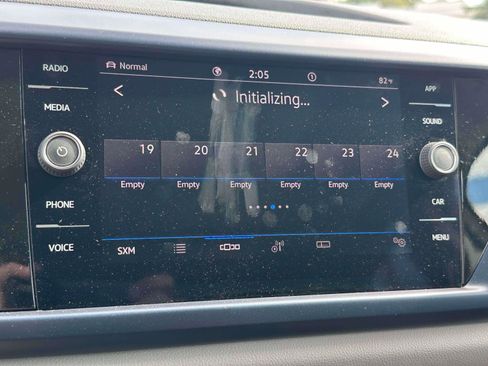 RADIO
Normal
2:05
82°F
APP
MEDIA
< Initializing... >
SOUND
19 20 21 22 23 24
Empty Empty Empty Empty Empty Empty
PHONE
CAR
VOICE
SXM
MENU